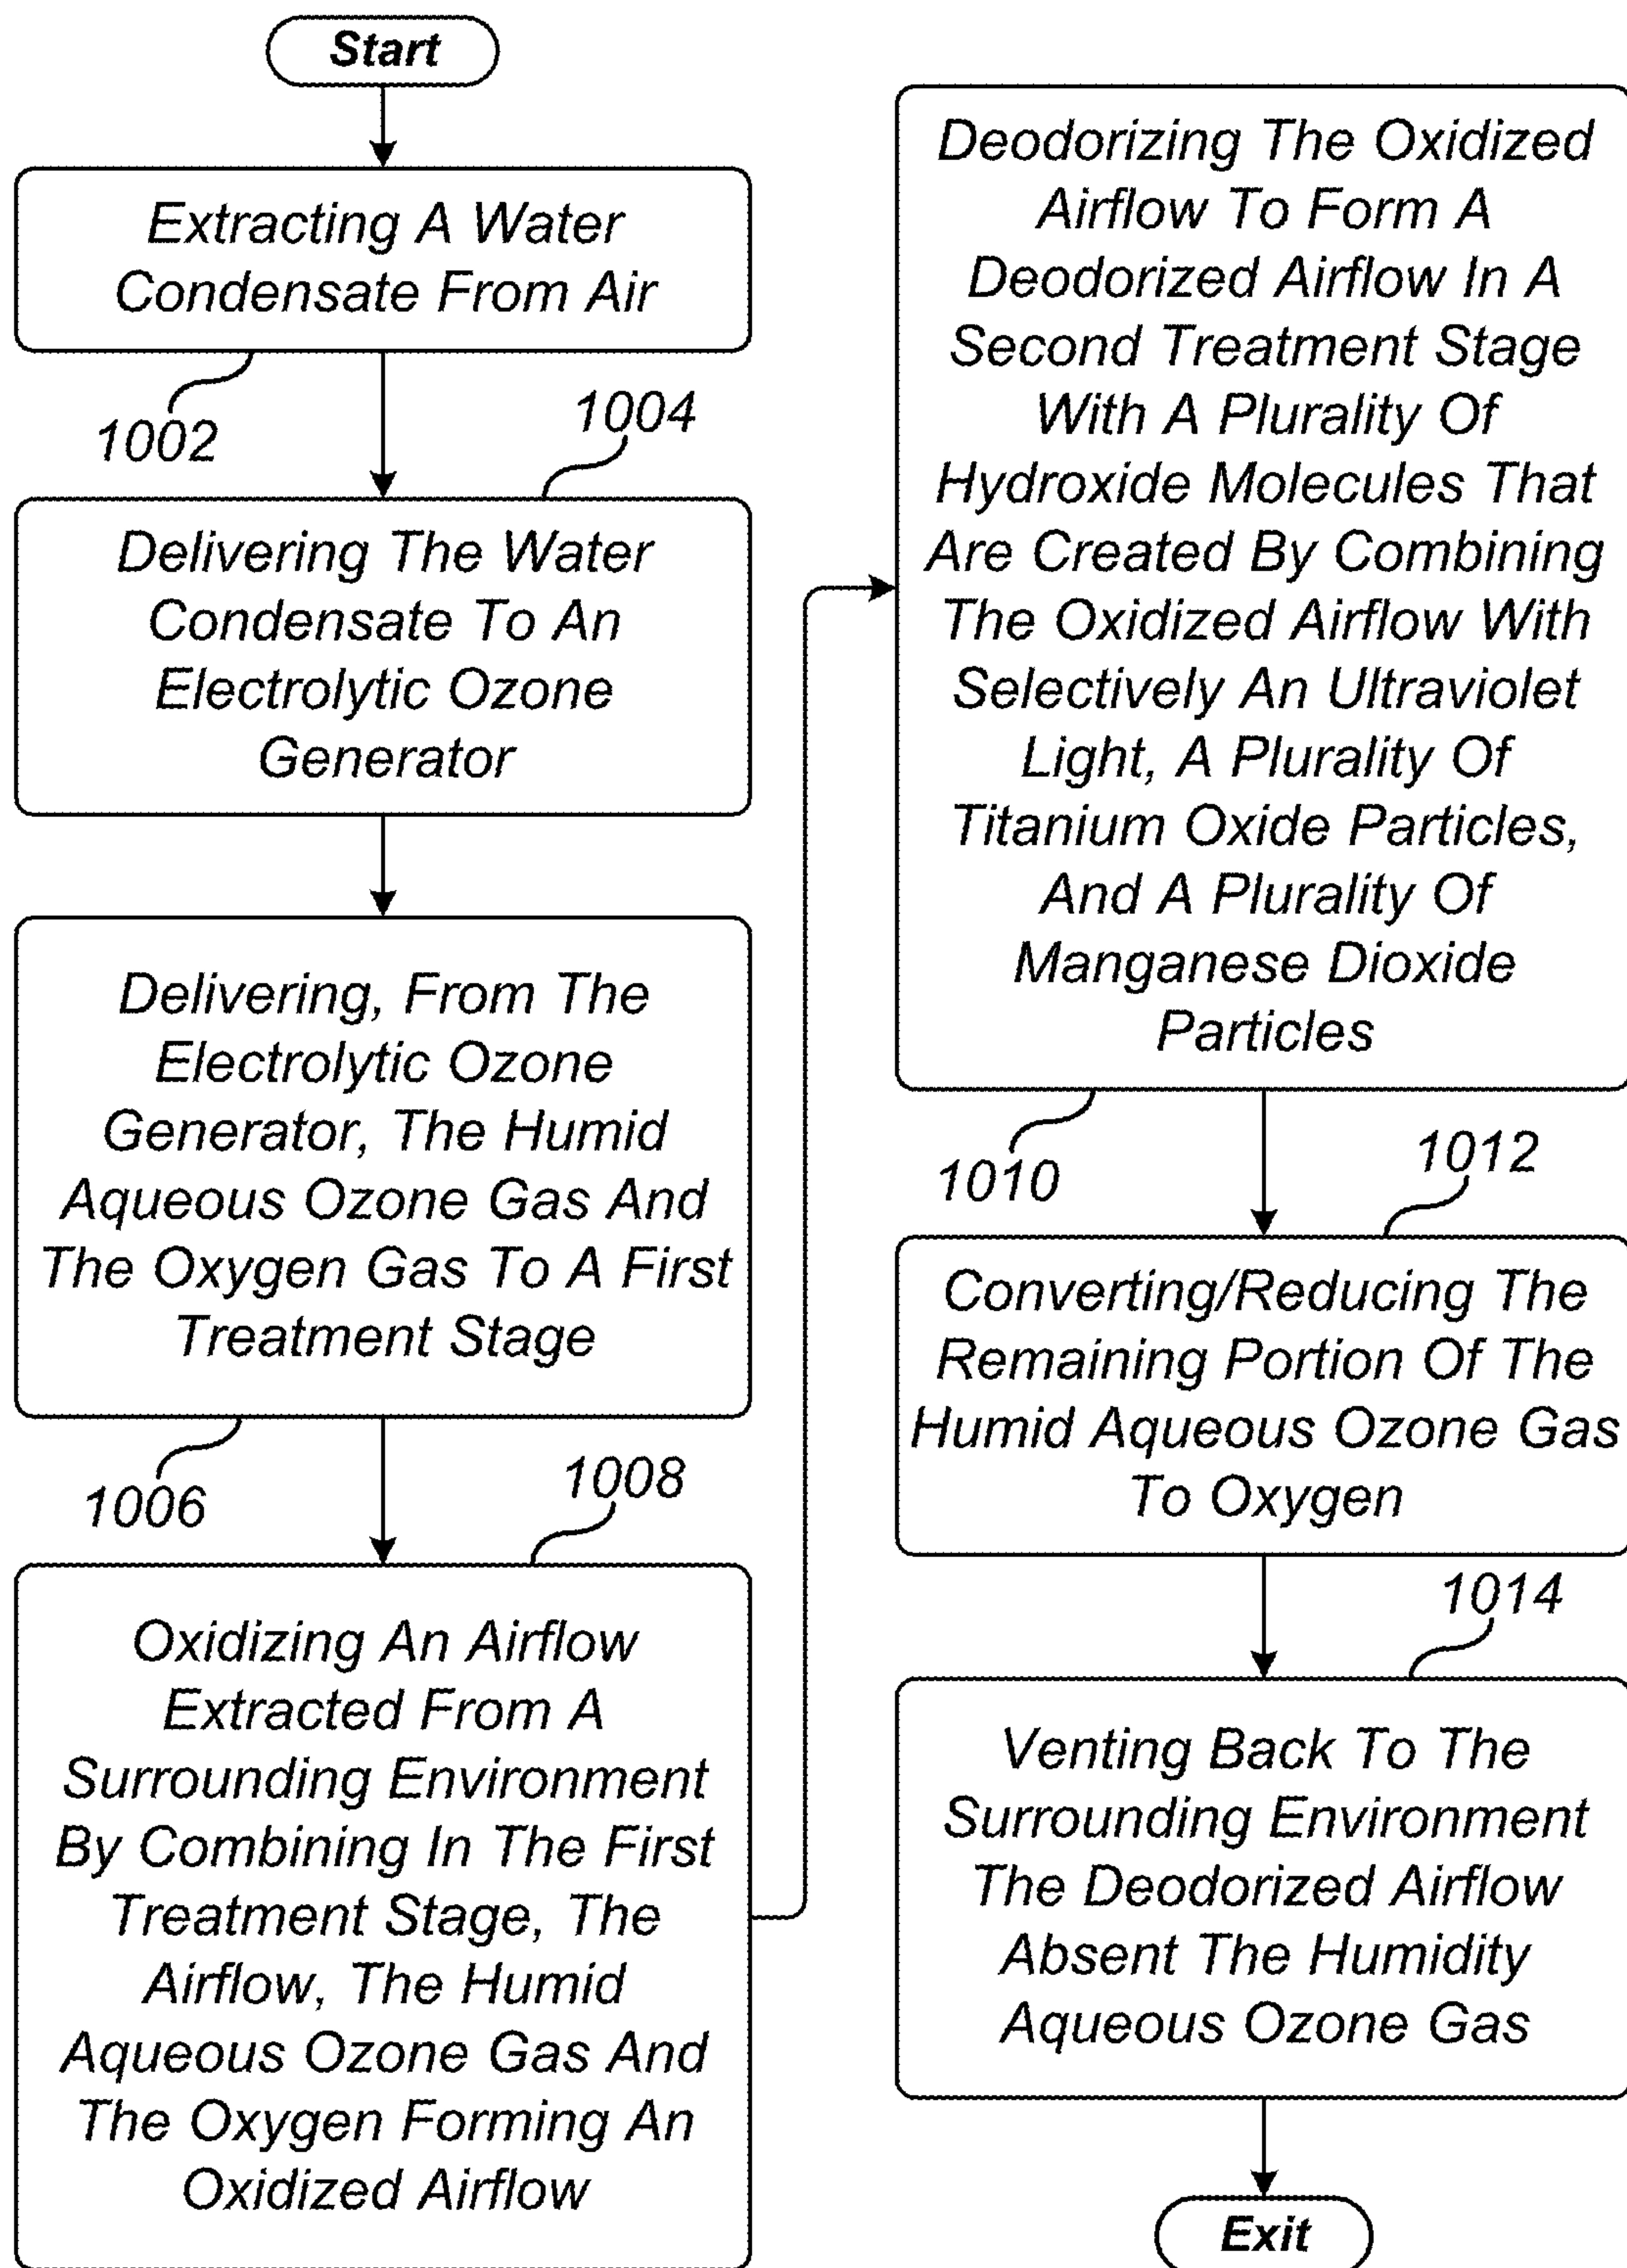 Start
Extracting A Water
Condensate From Air
1002
1004
Delivering The Water
Condensate To An
Electrolytic Ozone
Generator
Delivering, From The
Electrolytic Ozone
Generator, The Humid
Aqueous Ozone Gas And
The Oxygen Gas To A First
Treatment Stage
1006
1008
Oxidizing An Airflow
Extracted From A
Surrounding Environment
By Combining In The First
Treatment Stage, The
Airflow, The Humid
Aqueous Ozone Gas And
The Oxygen Forming An
Oxidized Airflow
Deodorizing The Oxidized
Airflow To Form A
Deodorized Airflow In A
Second Treatment Stage
With A Plurality Of
Hydroxide Molecules That
Are Created By Combining
The Oxidized Airflow With
Selectively An Ultraviolet
Light, A Plurality Of
Titanium Oxide Particles,
And A Plurality Of
Manganese Dioxide
Particles
1010
1012
Converting/Reducing The
Remaining Portion Of The
Humid Aqueous Ozone Gas
To Oxygen
1014
Venting Back To The
Surrounding Environment
The Deodorized Airflow
Absent The Humidity
Aqueous Ozone Gas
Exit